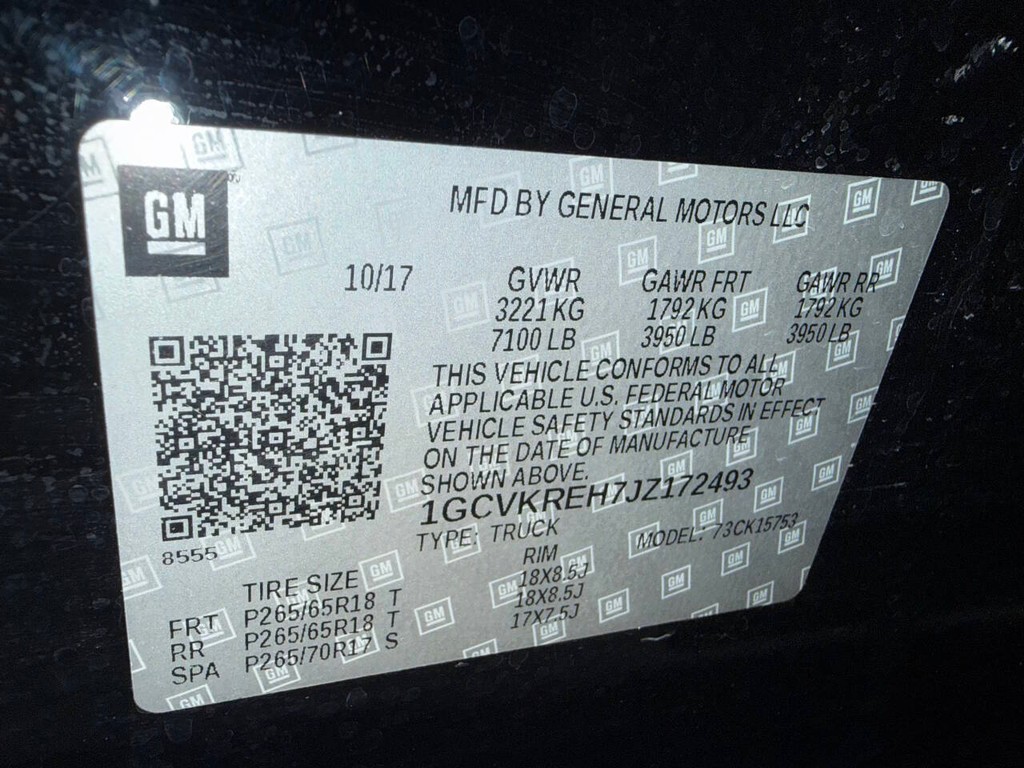 GM
MFD BY GENERAL MOTORS LLC
10/17 GVWR GAWR FRT GAWR RR
3221 KG 1792 KG 1792 KG
7100 LB 3950 LB 3950 LB
THIS VEHICLE CONFORMS TO ALL
APPLICABLE U.S. FEDERAL MOTOR
VEHICLE SAFETY STANDARDS IN EFFECT
ON THE DATE OF MANUFACTURE
SHOWN ABOVE.
1GCVKREH7JZ172493
TYPE: TRUCK MODEL: 73CK15753
8555
TIRE SIZE RIM
FRT P265/65R18 T 18X8.5J
RR P265/65R18 T 18X8.5J
SPA P265/70R17 S 17X7.5J